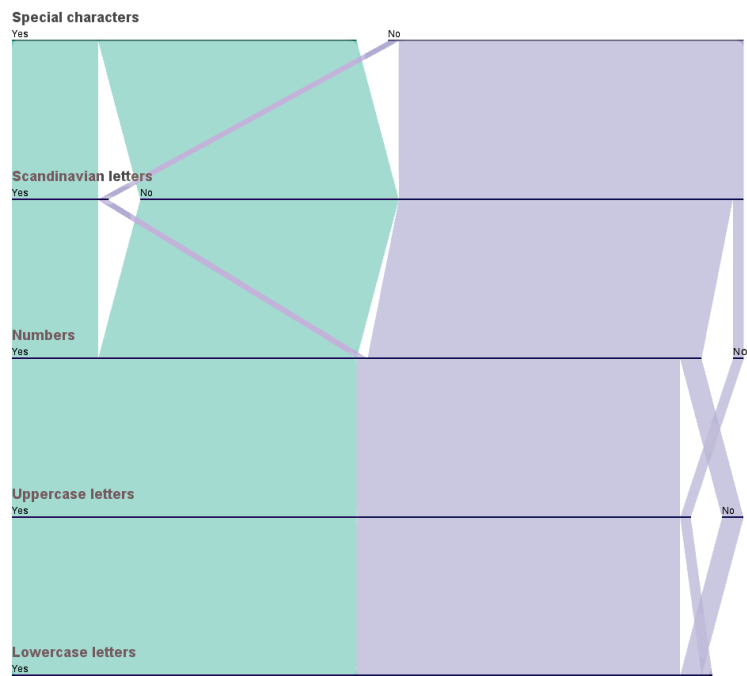 Special characters
Yes No
Scandinavian letters
Yes No
Numbers
Yes No
Uppercase letters
Yes No
Lowercase letters
Yes